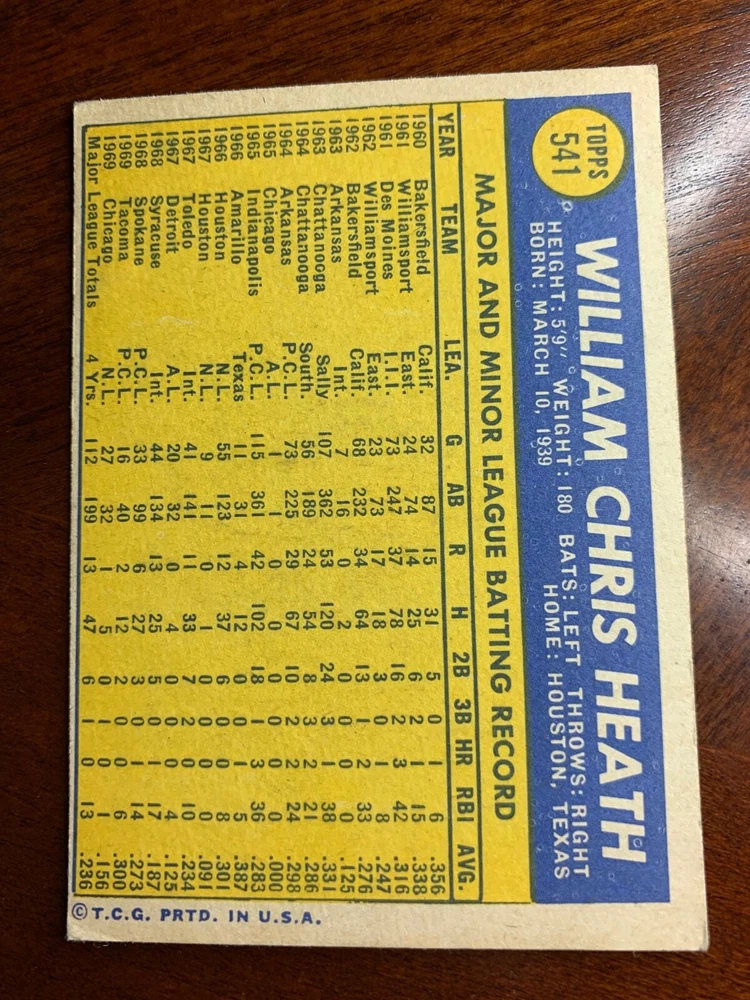 TOPPS
541
WILLIAM CHRIS HEATH
HEIGHT: 5'9" WEIGHT: 180 BATS: LEFT THROWS: RIGHT
BORN: MARCH 10, 1939 HOME: HOUSTON, TEXAS
MAJOR AND MINOR LEAGUE BATTING RECORD
YEAR TEAM LEA. G AB R H 2B 3B HR RBI AVG.
1960 Bakersfield Calif. 32 87 15 31 5 0 1 6 .356
1961 Williamsport East. 24 74 14 25 6 2 1 15 .338
1961 Des Moines I.I.I. 73 247 37 78 16 2 3 42 .316
1962 Williamsport East. 23 73 17 18 3 0 1 8 .247
1962 Bakersfield Calif. 68 232 34 64 13 1 2 33 .276
1963 Arkansas Int. 7 16 0 2 0 0 0 0 .125
1963 Chattanooga Sally 107 362 53 120 24 3 1 38 .331
1964 Chattanooga South. 56 189 24 54 8 3 2 21 .286
1964 Arkansas P.C.L. 73 225 29 67 10 2 2 24 .298
1965 Chicago A.L. 1 1 0 0 0 0 0 0 .000
1965 Indianapolis P.C.L. 115 361 42 102 18 1 3 36 .283
1966 Amarillo Texas 11 31 4 12 0 0 0 5 .387
1966 Houston N.L. 55 123 12 37 6 0 0 8 .301
1967 Houston N.L. 9 11 0 1 0 0 0 0 .091
1967 Toledo Int. 41 141 11 33 7 2 1 10 .234
1967 Detroit A.L. 20 32 0 4 0 0 0 4 .125
1968 Syracuse Int. 44 134 13 25 5 0 1 17 .187
1968 Spokane P.C.L. 33 99 6 27 3 0 1 14 .273
1969 Tacoma P.C.L. 16 40 2 12 2 0 0 6 .300
1969 Chicago N.L. 27 32 1 5 0 1 0 1 .156
Major League Totals 4 Yrs. 112 199 13 47 6 1 0 13 .236
© T.C.G. PRTD. IN U.S.A.